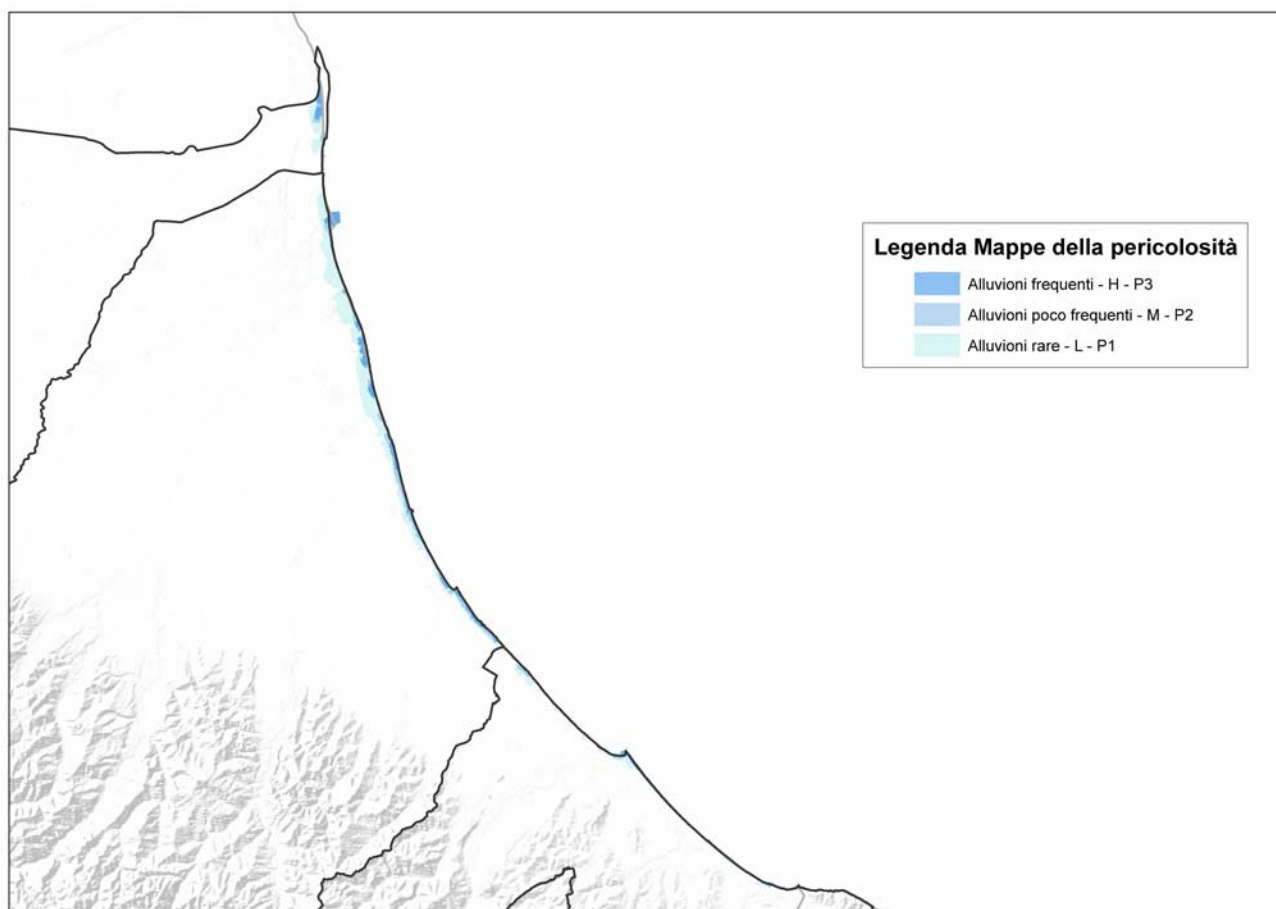 Legenda Mappe della pericolosità
Alluvioni frequenti - H - P3
Alluvioni poco frequenti - M - P2
Alluvioni rare - L - P1